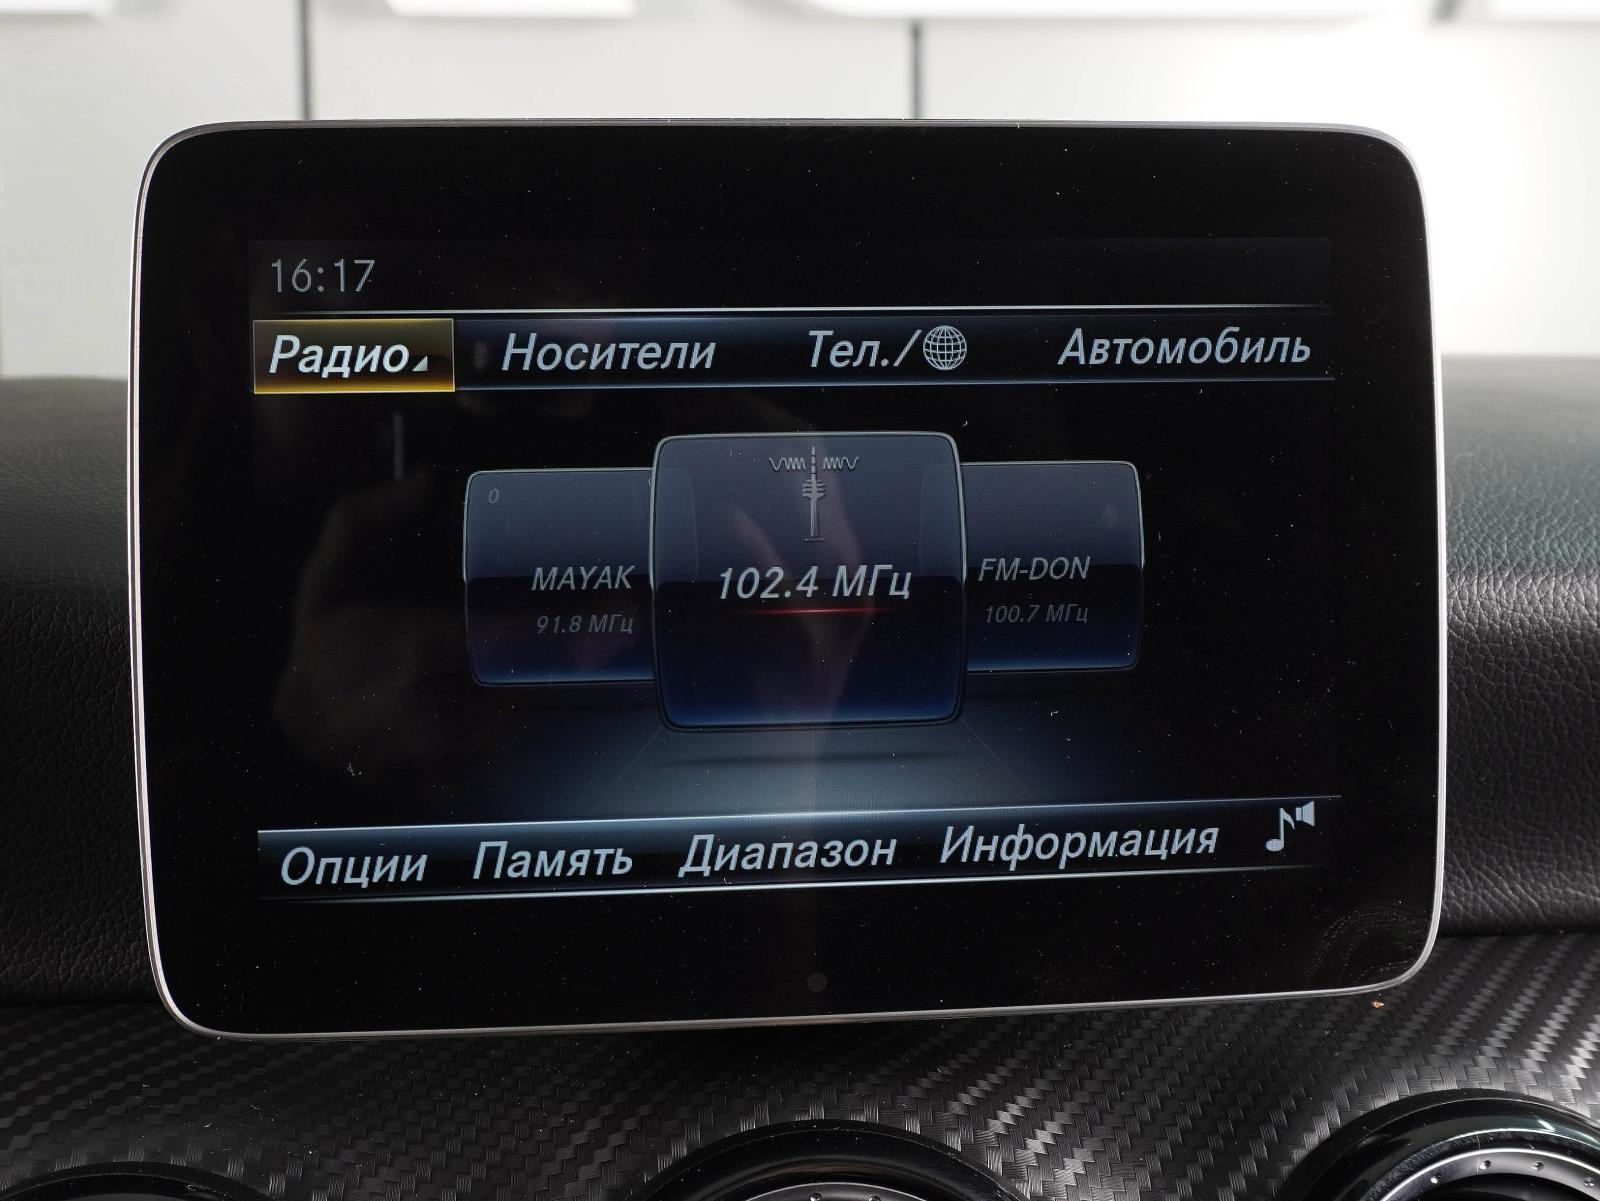 16:17
Радио Носители Тел./ Автомобиль
0
MAYAK 102.4 МГц FM-DON
91.8 МГц 100.7 МГц
Опции Память Диапазон Информация